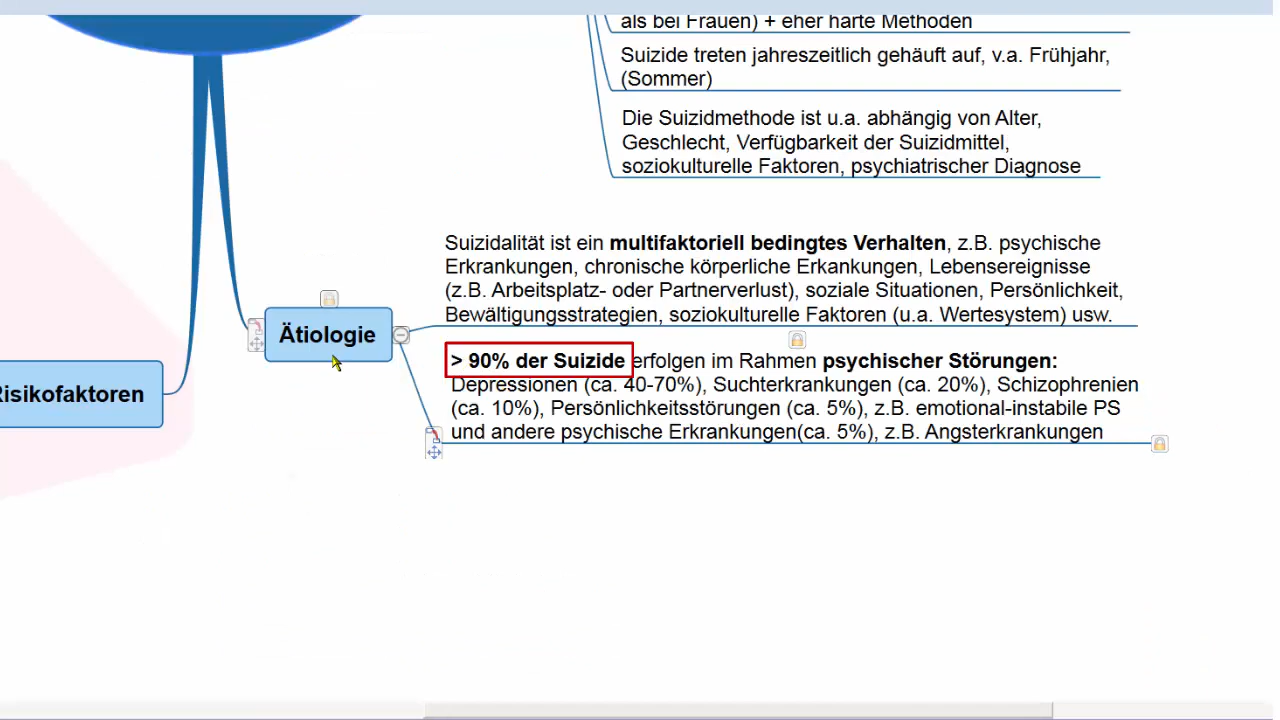 als bei Frauen) + eher harte Methoden
Suizide treten jahreszeitlich gehäuft auf, v.a. Frühjahr,
(Sommer)
Die Suizidmethode ist u.a. abhängig von Alter,
Geschlecht, Verfügbarkeit der Suizidmittel,
soziokulturelle Faktoren, psychiatrischer Diagnose
Suizidalität ist ein multifaktoriell bedingtes Verhalten, z.B. psychische
Erkrankungen, chronische körperliche Erkankungen, Lebensereignisse
(z.B. Arbeitsplatz- oder Partnerverlust), soziale Situationen, Persönlichkeit,
Bewältigungsstrategien, soziokulturelle Faktoren (u.a. Wertesystem) usw.
Ätiologie
> 90% der Suizide erfolgen im Rahmen psychischer Störungen:
Depressionen (ca. 40-70%), Suchterkrankungen (ca. 20%), Schizophrenien
(ca. 10%), Persönlichkeitsstörungen (ca. 5%), z.B. emotional-instabile PS
und andere psychische Erkrankungen(ca. 5%), z.B. Angsterkrankungen
Risikofaktoren